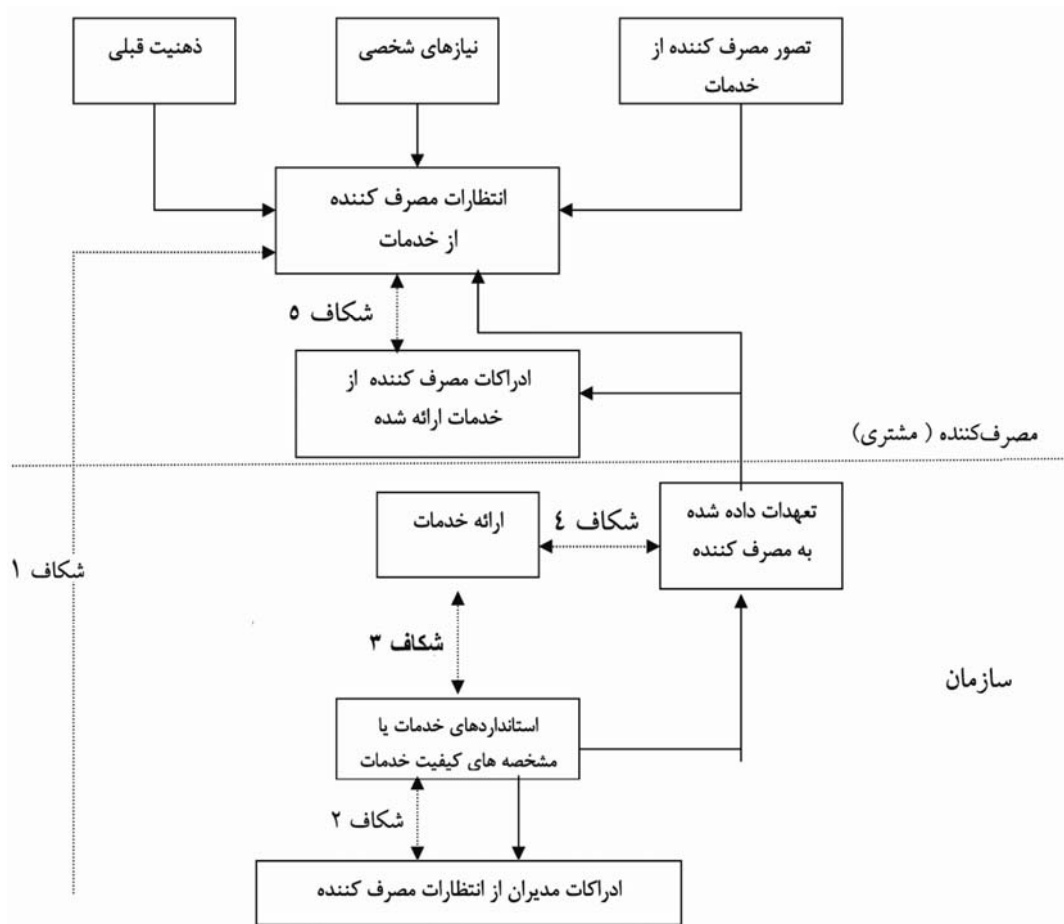 تصور مصرف کننده از
خدمات
نیازهای شخصی
ذهنیت قبلی
انتظارات مصرف کننده
از خدمات
شکاف ۵
ادراکات مصرف کننده از
خدمات ارائه شده
مصرف‌کننده ( مشتری)
تعهدات داده شده
به مصرف کننده
شکاف ٤
ارائه خدمات
شکاف ۱
شکاف ۳
سازمان
استانداردهای خدمات یا
مشخصه های کیفیت خدمات
شکاف ۲
ادراکات مدیران از انتظارات مصرف کننده